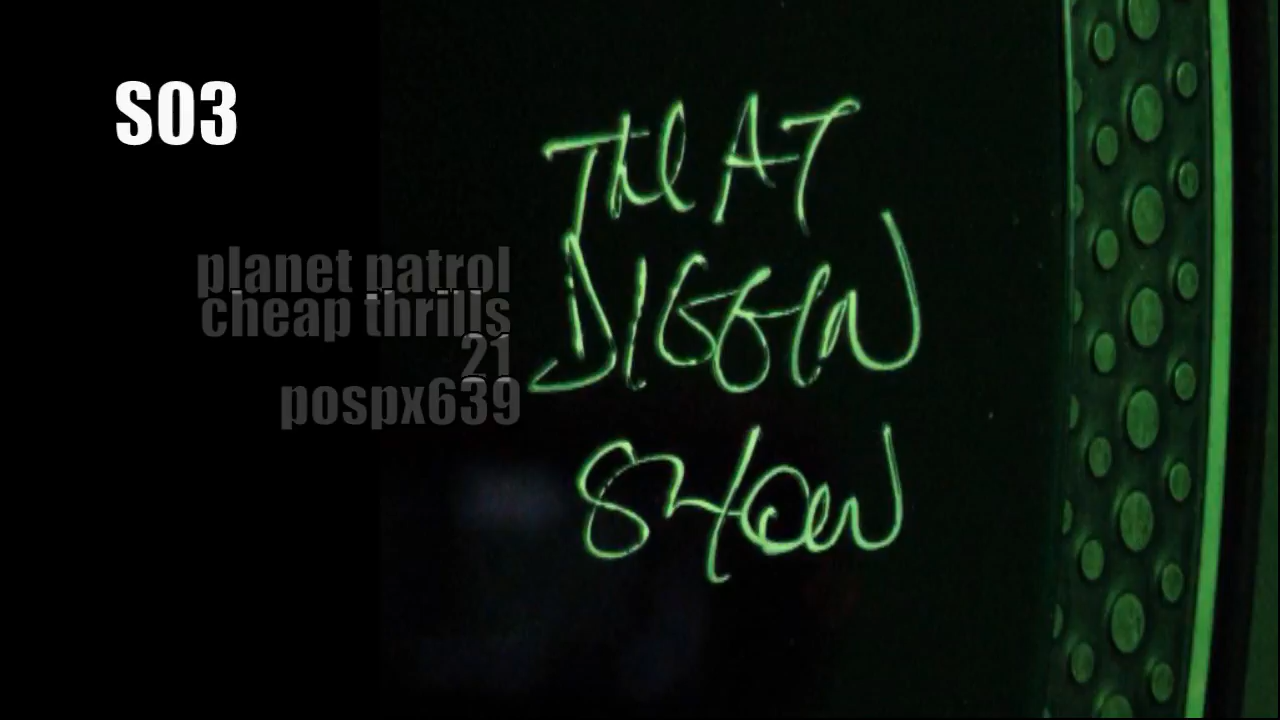 S03
planet patrol
cheap thrills
21
pospx639
THE AT
DIGGIN
SHOW